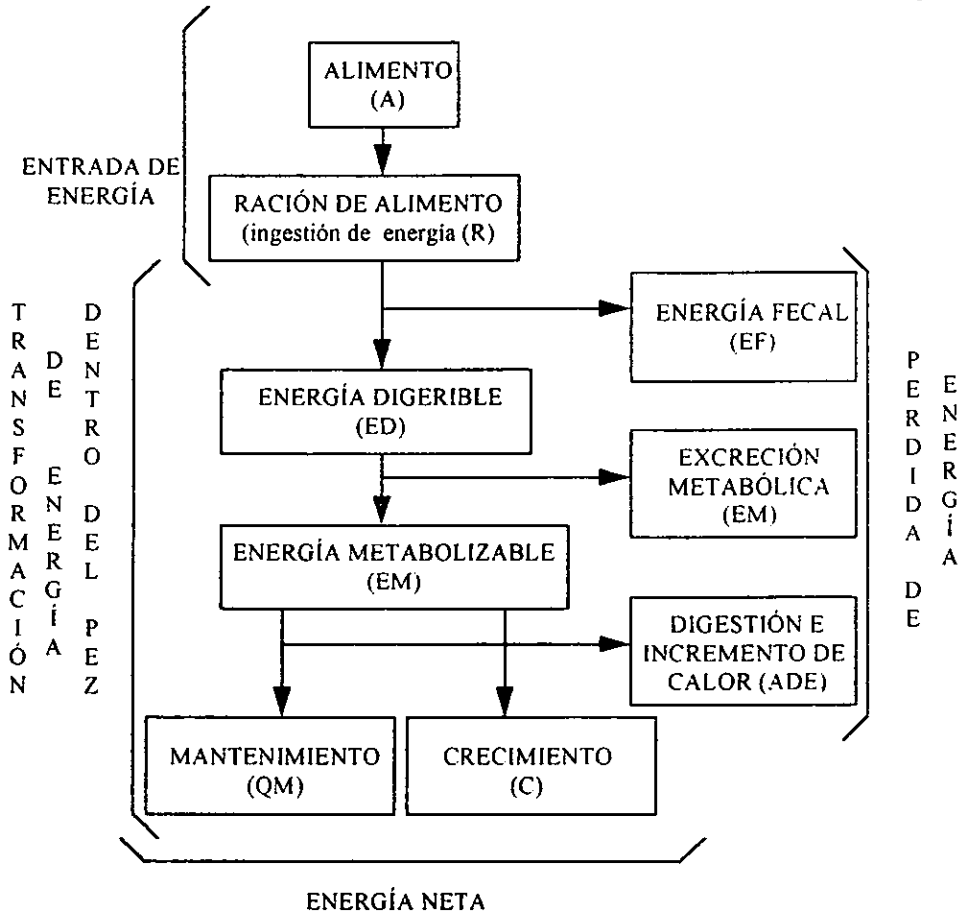 ALIMENTO
(A)
ENTRADA DE
ENERGÍA
RACIÓN DE ALIMENTO
(ingestión de energía (R)
TRANSFORMACIÓN
DE ENERGÍA
DENTRO DEL PEZ
ENERGÍA FECAL
(EF)
ENERGÍA DIGERIBLE
(ED)
EXCRECIÓN
METABÓLICA
(EM)
ENERGÍA METABOLIZABLE
(EM)
DIGESTIÓN E
INCREMENTO DE
CALOR (ADE)
PERDIDA DE
ENERGÍA
MANTENIMIENTO
(QM)
CRECIMIENTO
(C)
ENERGÍA NETA